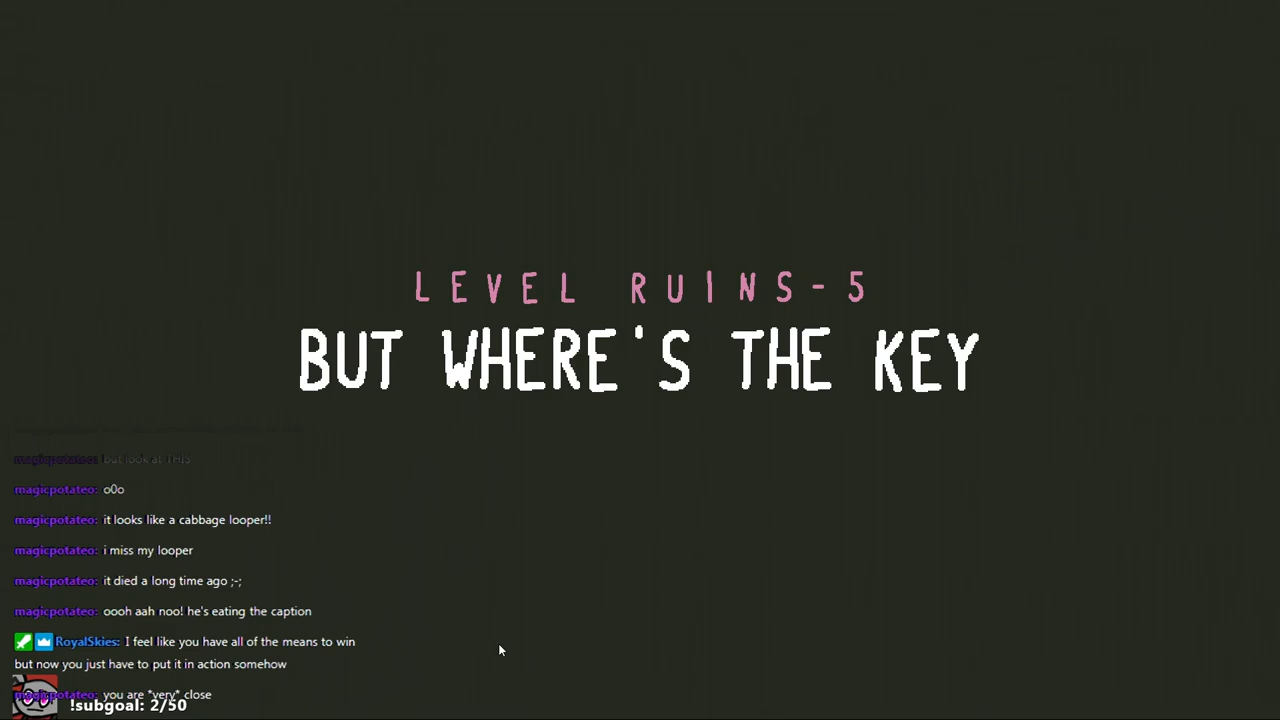 LEVEL RUINS-5
BUT WHERE'S THE KEY
magicpotateo: but look at THIS
magicpotateo: o0o
magicpotateo: it looks like a cabbage looper!!
magicpotateo: i miss my looper
magicpotateo: it died a long time ago ;-;
magicpotateo: oooh aah noo! he's eating the caption
RoyalSkies: I feel like you have all of the means to win
but now you just have to put it in action somehow
magicpotateo: you are *very* close
!subgoal: 2/50